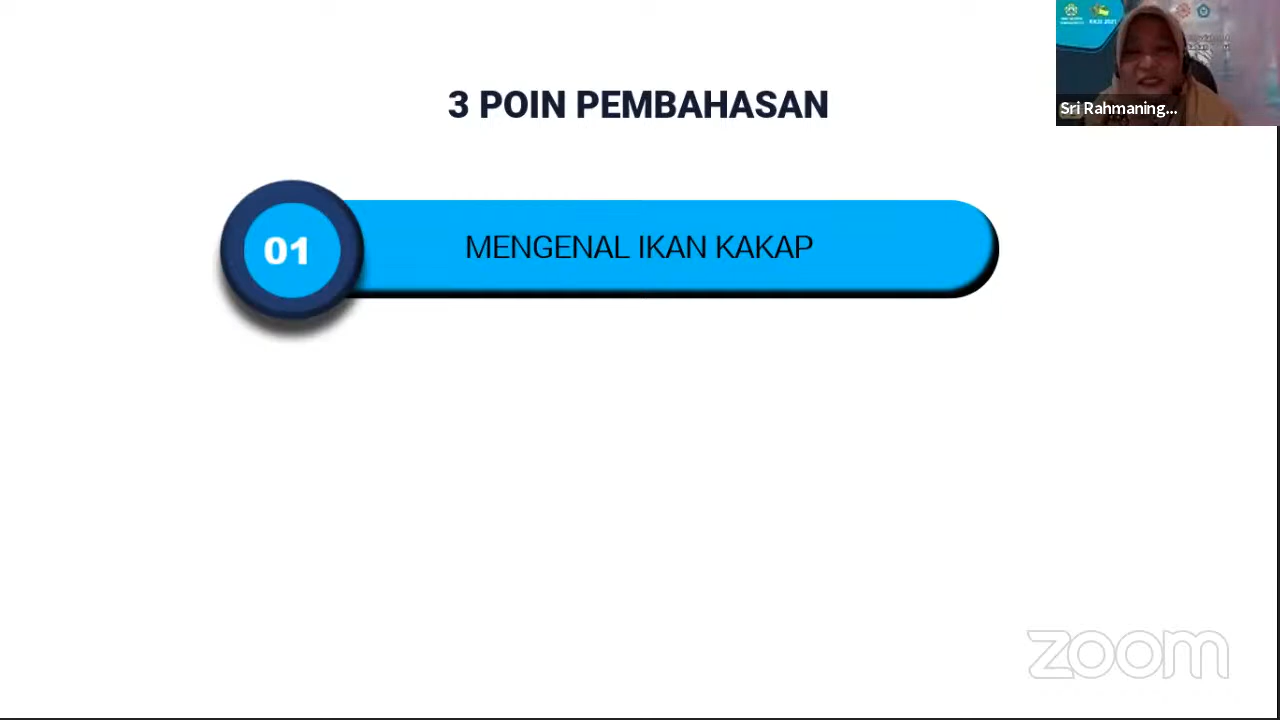 3 POIN PEMBAHASAN
Sri Rahmaning...
01
MENGENAL IKAN KAKAP
zoom